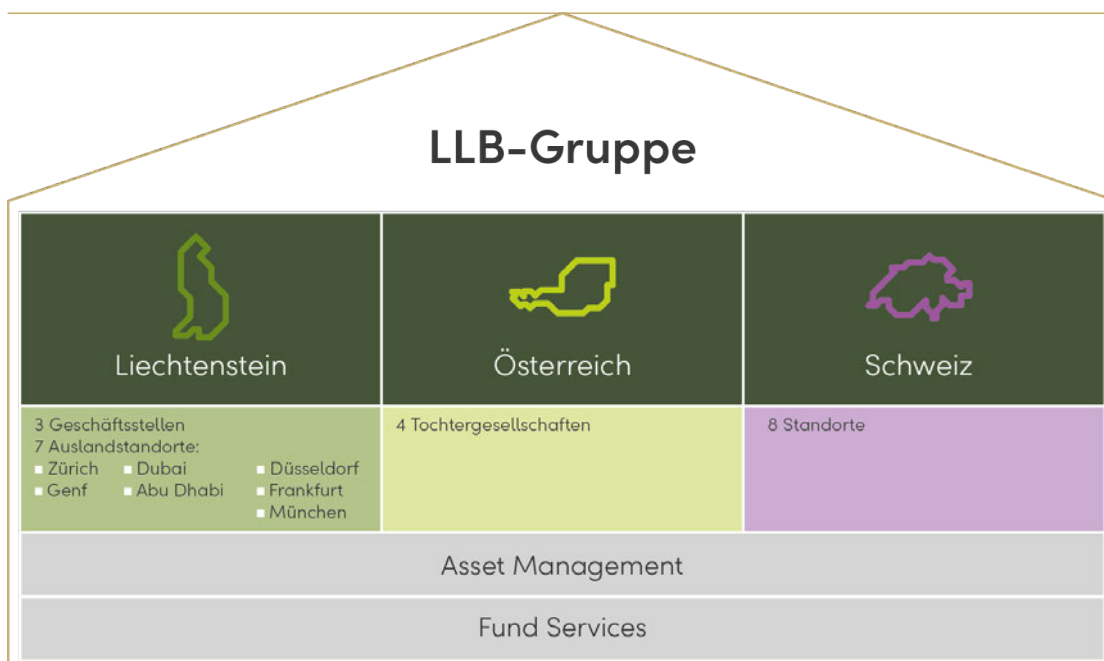 LLB-Gruppe
Liechtenstein
Österreich
Schweiz
3 Geschäftsstellen
7 Auslandstandorte:
Zürich
Genf
Dubai
Abu Dhabi
Düsseldorf
Frankfurt
München
4 Tochtergesellschaften
8 Standorte
Asset Management
Fund Services